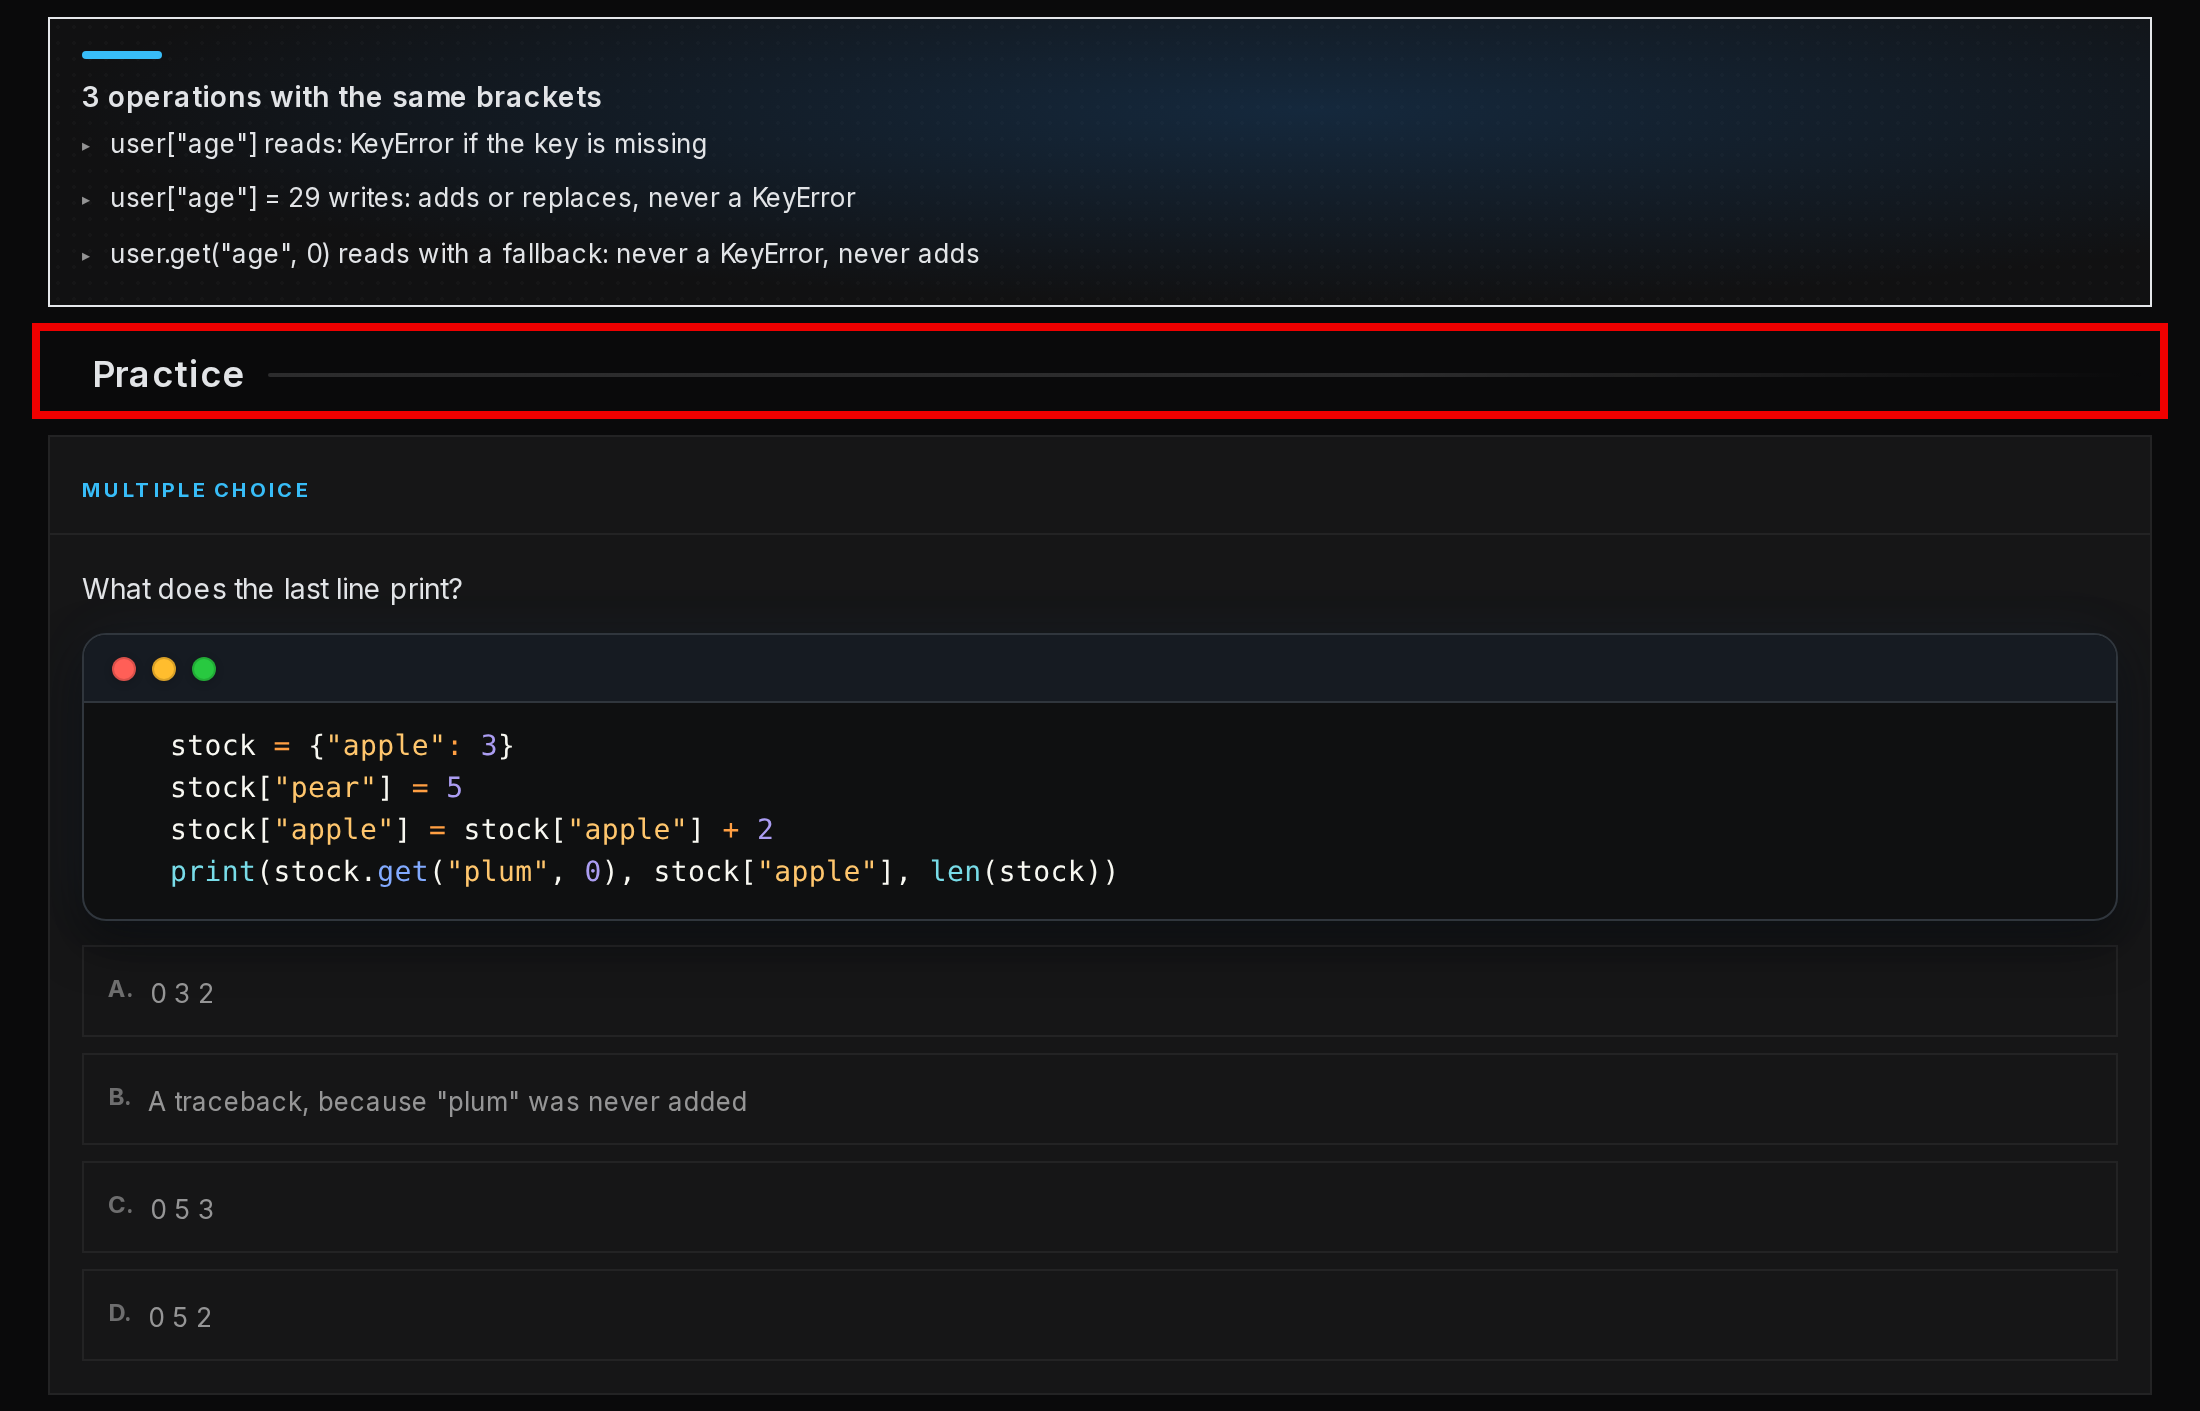 3 operations with the same brackets
▸ user["age"] reads: KeyError if the key is missing
▸ user["age"] = 29 writes: adds or replaces, never a KeyError
▸ user.get("age", 0) reads with a fallback: never a KeyError, never adds
Practice
MULTIPLE CHOICE
What does the last line print?
stock = {"apple": 3}
stock["pear"] = 5
stock["apple"] = stock["apple"] + 2
print(stock.get("plum", 0), stock["apple"], len(stock))
A. 0 3 2
B. A traceback, because "plum" was never added
C. 0 5 3
D. 0 5 2